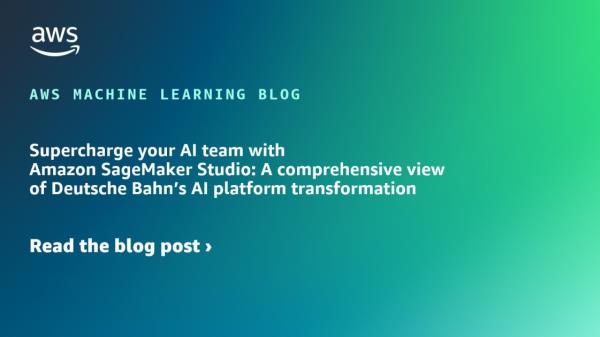 aws
AWS MACHINE LEARNING BLOG
Supercharge your AI team with
Amazon SageMaker Studio: A comprehensive view
of Deutsche Bahn’s AI platform transformation
Read the blog post ›